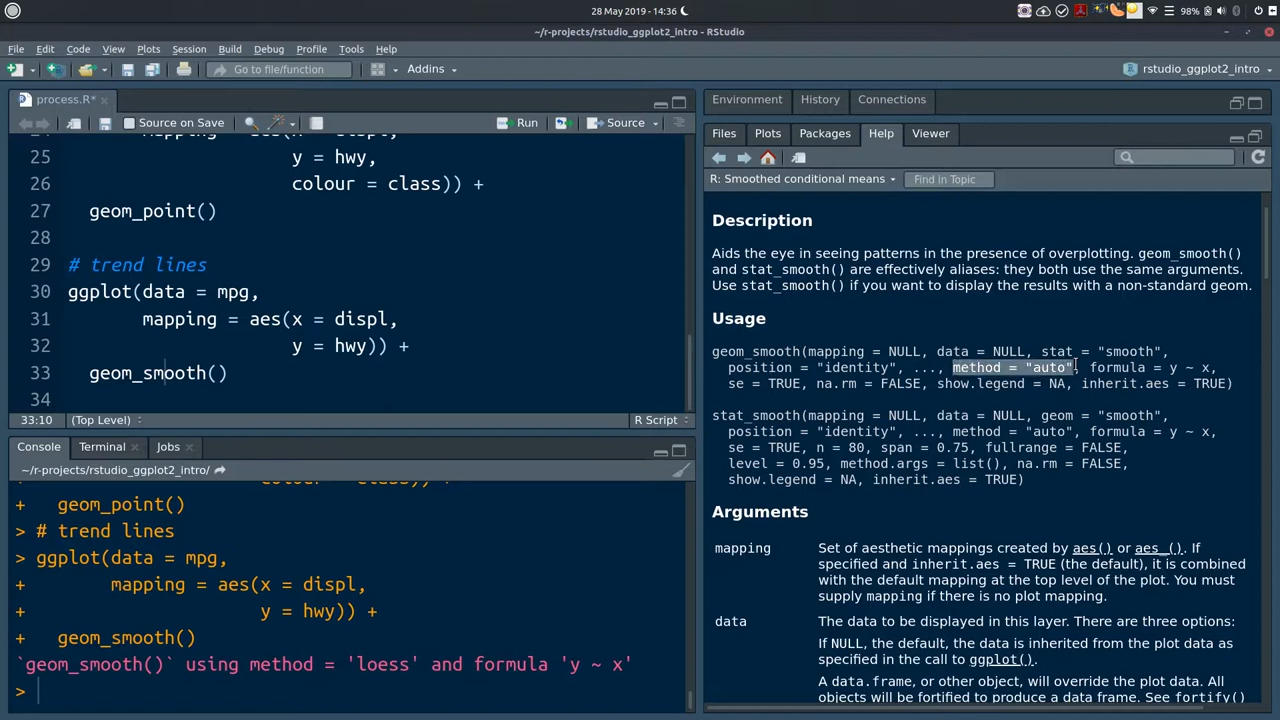 28 May 2019 - 14:36
98%
~/r-projects/rstudio_ggplot2_intro - RStudio
File Edit Code View Plots Session Build Debug Profile Tools Help
Go to file/function Addins rstudio_ggplot2_intro
process.R*
Source on Save Run Source
25 y = hwy,
26 colour = class)) +
27 geom_point()
28
29 # trend lines
30 ggplot(data = mpg,
31 mapping = aes(x = displ,
32 y = hwy)) +
33 geom_smooth()
34
33:10 (Top Level) R Script
Console Terminal Jobs
~/r-projects/rstudio_ggplot2_intro/
+ geom_point()
> # trend lines
> ggplot(data = mpg,
+ mapping = aes(x = displ,
+ y = hwy)) +
+ geom_smooth()
`geom_smooth()` using method = 'loess' and formula 'y ~ x'
>
Environment History Connections
Files Plots Packages Help Viewer
R: Smoothed conditional means Find in Topic
Description
Aids the eye in seeing patterns in the presence of overplotting. geom_smooth()
and stat_smooth() are effectively aliases: they both use the same arguments.
Use stat_smooth() if you want to display the results with a non-standard geom.
Usage
geom_smooth(mapping = NULL, data = NULL, stat = "smooth",
position = "identity", ..., method = "auto", formula = y ~ x,
se = TRUE, na.rm = FALSE, show.legend = NA, inherit.aes = TRUE)
stat_smooth(mapping = NULL, data = NULL, geom = "smooth",
position = "identity", ..., method = "auto", formula = y ~ x,
se = TRUE, n = 80, span = 0.75, fullrange = FALSE,
level = 0.95, method.args = list(), na.rm = FALSE,
show.legend = NA, inherit.aes = TRUE)
Arguments
mapping Set of aesthetic mappings created by aes() or aes_(). If
specified and inherit.aes = TRUE (the default), it is combined
with the default mapping at the top level of the plot. You must
supply mapping if there is no plot mapping.
data The data to be displayed in this layer. There are three options:
If NULL, the default, the data is inherited from the plot data as
specified in the call to ggplot().
A data.frame, or other object, will override the plot data. All
objects will be fortified to produce a data frame. See fortify()